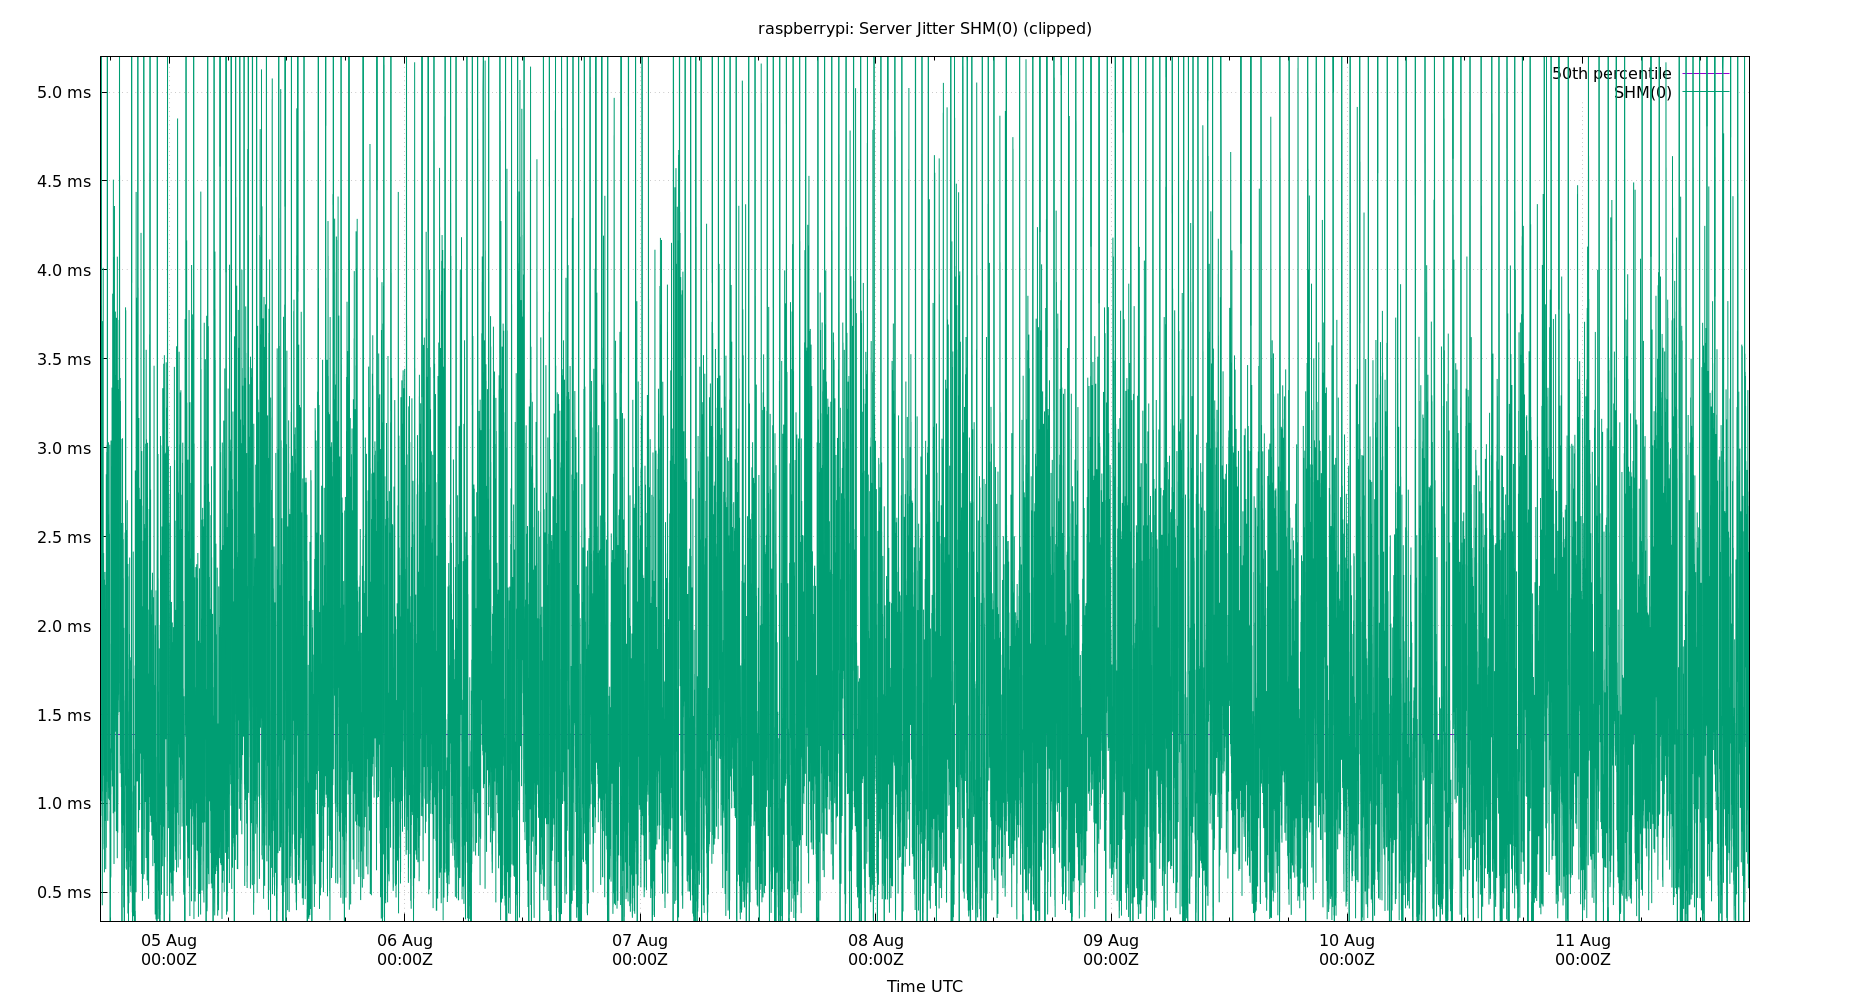 raspberrypi: Server Jitter SHM(0) (clipped)
50th percentile
SHM(0)
5.0 ms
4.5 ms
4.0 ms
3.5 ms
3.0 ms
2.5 ms
2.0 ms
1.5 ms
1.0 ms
0.5 ms
05 Aug 06 Aug 07 Aug 08 Aug 09 Aug 10 Aug 11 Aug
00:00Z 00:00Z 00:00Z 00:00Z 00:00Z 00:00Z 00:00Z
Time UTC